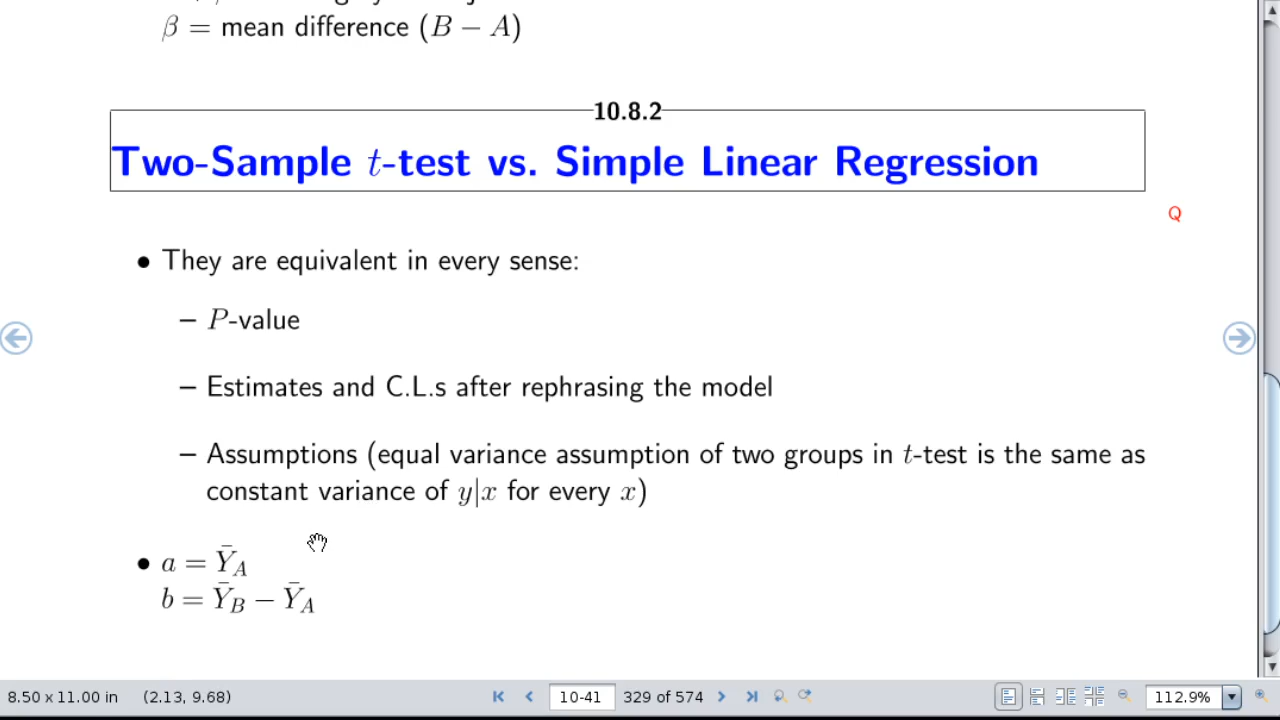 β = mean difference (B − A)
10.8.2
Two-Sample t-test vs. Simple Linear Regression
Q
• They are equivalent in every sense:
– P-value
– Estimates and C.L.s after rephrasing the model
– Assumptions (equal variance assumption of two groups in t-test is the same as
constant variance of y|x for every x)
• a = Ȳ_A
b = Ȳ_B − Ȳ_A
8.50 x 11.00 in (2.13, 9.68) 10-41 329 of 574 112.9%